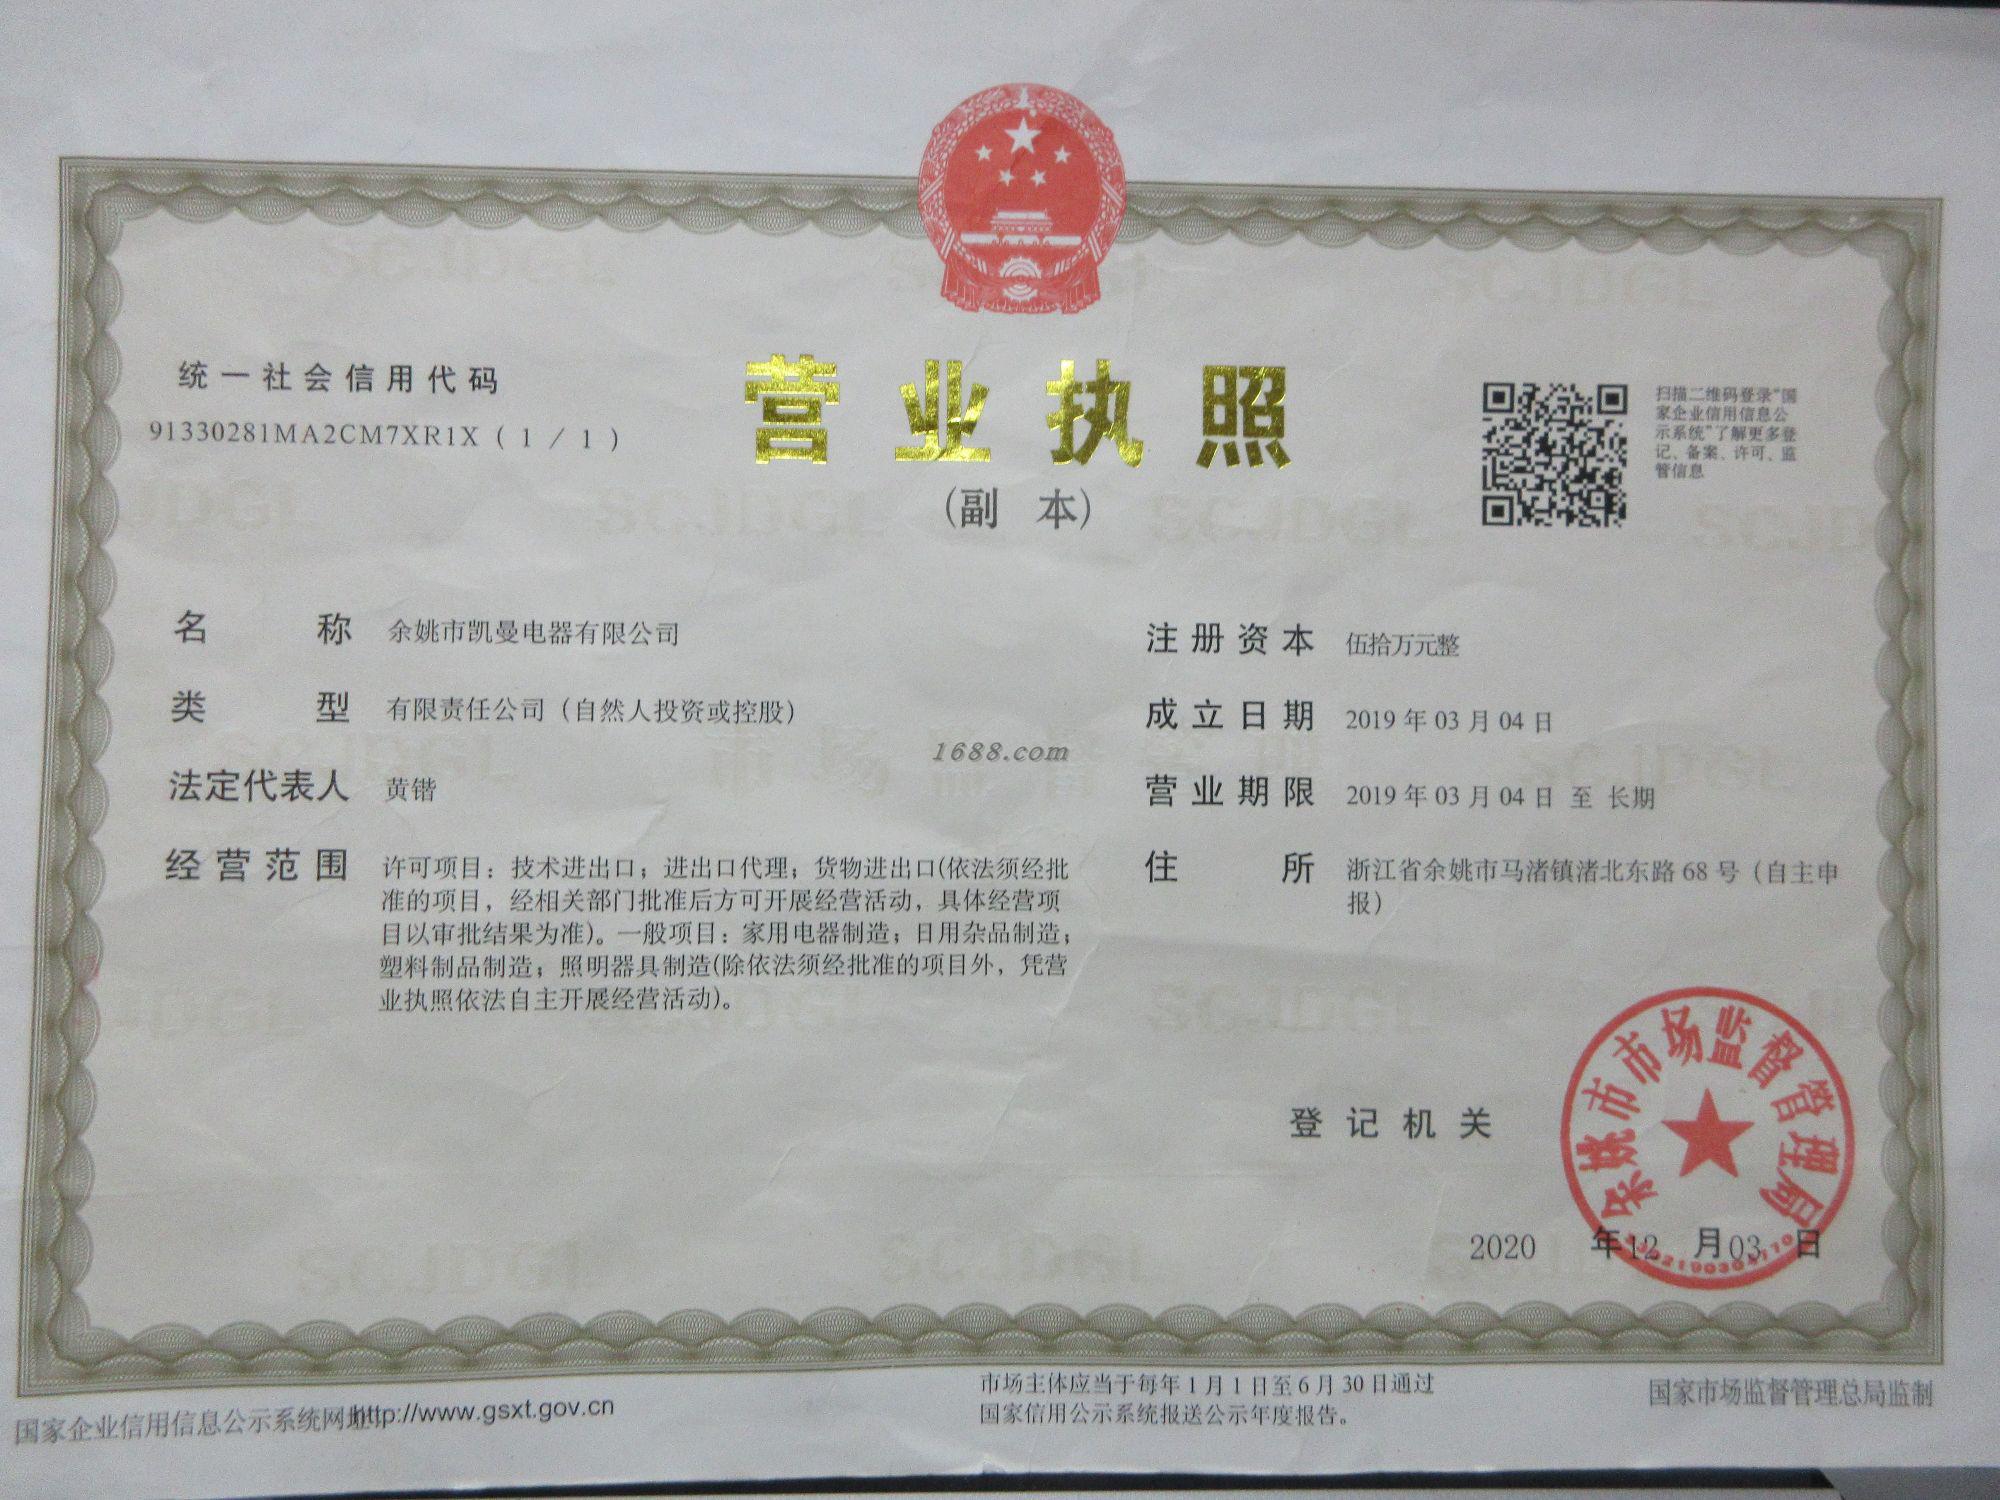 统一社会信用代码
91330281MA2CM7XR1X（1/1）
营业执照
(副 本)
扫描二维码登录“国
家企业信用信息公
示系统”了解更多登
记、备案、许可、监
管信息
名称 余姚市凯曼电器有限公司
类型 有限责任公司（自然人投资或控股）
法定代表人 黄锴
经营范围 许可项目：技术进出口；进出口代理；货物进出口(依法须经批
准的项目，经相关部门批准后方可开展经营活动，具体经营项
目以审批结果为准)。一般项目：家用电器制造；日用杂品制造；
塑料制品制造；照明器具制造(除依法须经批准的项目外，凭营
业执照依法自主开展经营活动)。
1688.com
注册资本 伍拾万元整
成立日期 2019年03月04日
营业期限 2019年03月04日 至 长期
住所 浙江省余姚市马渚镇渚北东路68号（自主申
报）
登记机关
余姚市市场监督管理局
2020 年12 月03 日
国家企业信用信息公示系统网址http://www.gsxt.gov.cn
市场主体应当于每年1月1日至6月30日通过
国家信用公示系统报送公示年度报告。
国家市场监督管理总局监制